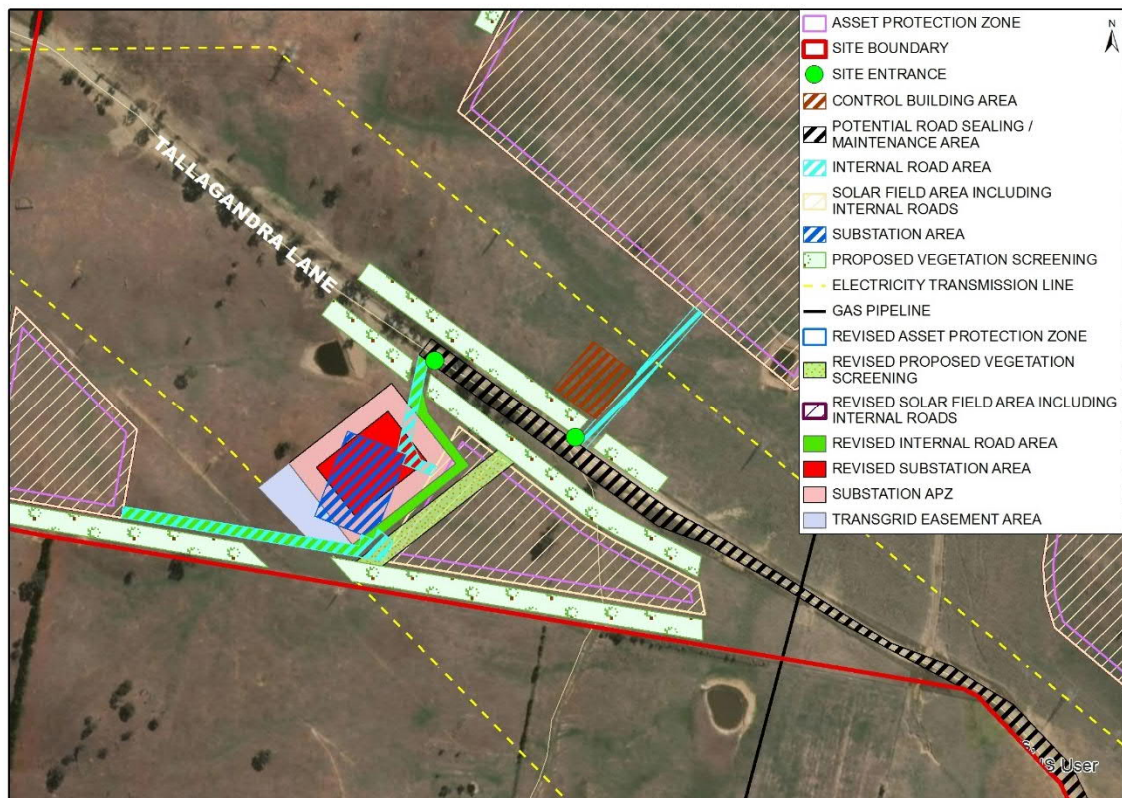 ASSET PROTECTION ZONE
SITE BOUNDARY
SITE ENTRANCE
CONTROL BUILDING AREA
POTENTIAL ROAD SEALING /
MAINTENANCE AREA
INTERNAL ROAD AREA
SOLAR FIELD AREA INCLUDING
INTERNAL ROADS
SUBSTATION AREA
PROPOSED VEGETATION SCREENING
ELECTRICITY TRANSMISSION LINE
GAS PIPELINE
REVISED ASSET PROTECTION ZONE
REVISED PROPOSED VEGETATION
SCREENING
REVISED SOLAR FIELD AREA INCLUDING
INTERNAL ROADS
REVISED INTERNAL ROAD AREA
REVISED SUBSTATION AREA
SUBSTATION APZ
TRANSGRID EASEMENT AREA
N
TALLAGANDRA LANE
User